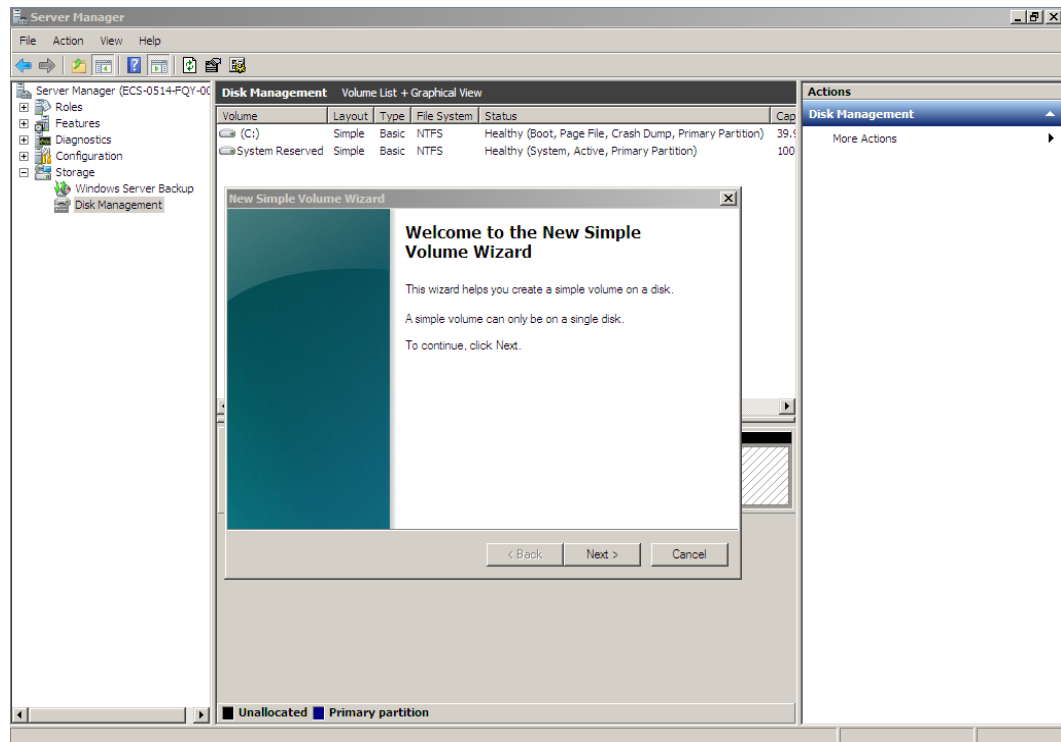 Server Manager
File Action View Help
Server Manager (ECS-0514-FQY-00
Roles
Features
Diagnostics
Configuration
Storage
Windows Server Backup
Disk Management
Disk Management Volume List + Graphical View
Volume Layout Type File System Status Cap
(C:) Simple Basic NTFS Healthy (Boot, Page File, Crash Dump, Primary Partition) 39.9
System Reserved Simple Basic NTFS Healthy (System, Active, Primary Partition) 100
New Simple Volume Wizard
Welcome to the New Simple
Volume Wizard
This wizard helps you create a simple volume on a disk.
A simple volume can only be on a single disk.
To continue, click Next.
< Back Next > Cancel
Unallocated Primary partition
Actions
Disk Management
More Actions